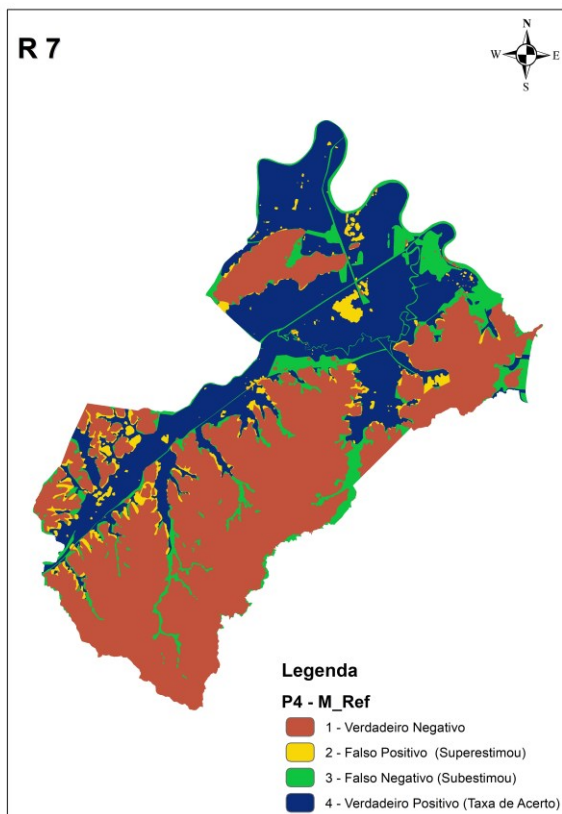 R 7
N
W E
S
Legenda
P4 - M_Ref
1 - Verdadeiro Negativo
2 - Falso Positivo (Superestimou)
3 - Falso Negativo (Subestimou)
4 - Verdadeiro Positivo (Taxa de Acerto)